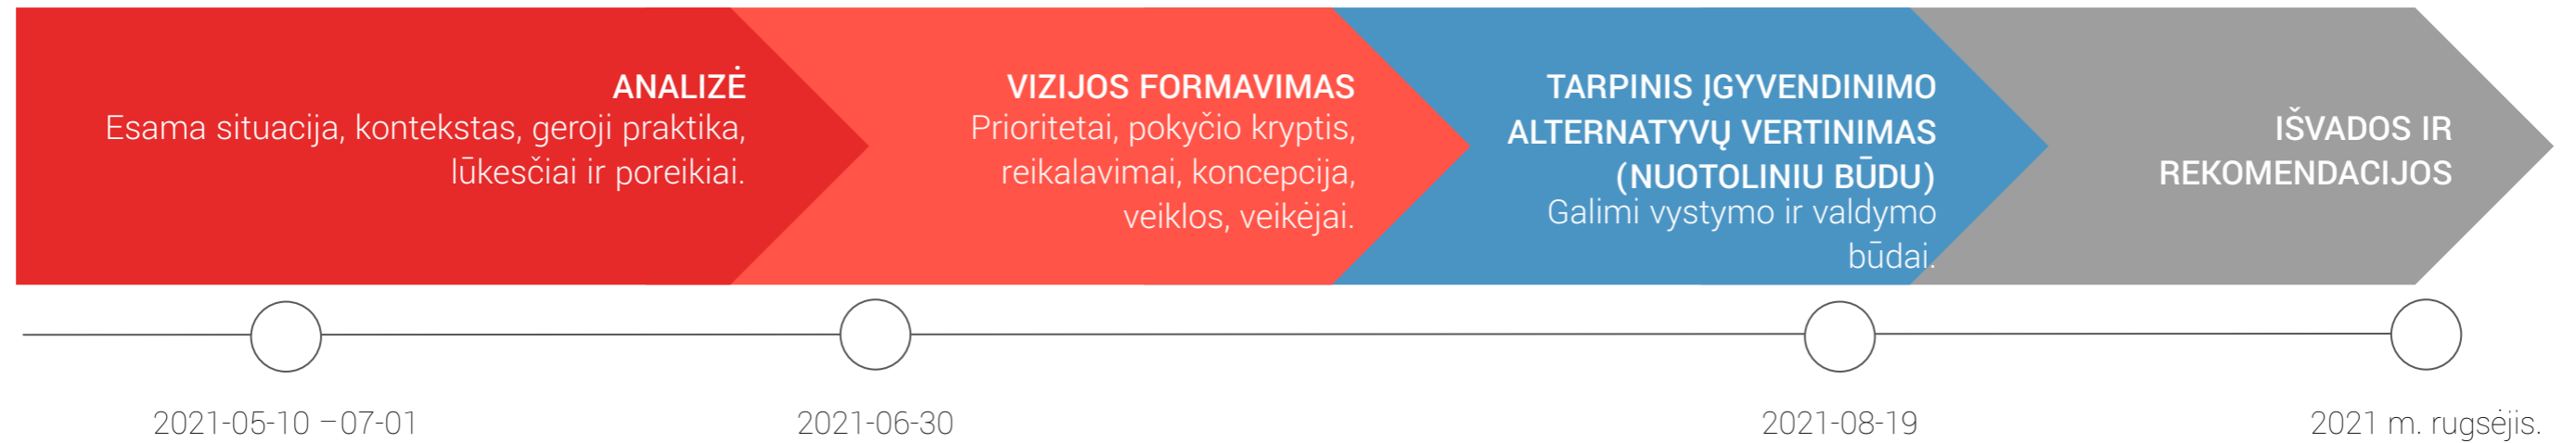 ANALIZĖ
Esama situacija, kontekstas, geroji praktika,
lūkesčiai ir poreikiai.
VIZIJOS FORMAVIMAS
Prioritetai, pokyčio kryptis,
reikalavimai, koncepcija,
veiklos, veikėjai.
TARPINIS ĮGYVENDINIMO
ALTERNATYVŲ VERTINIMAS
(NUOTOLINIU BŪDU)
Galimi vystymo ir valdymo
būdai.
IŠVADOS IR
REKOMENDACIJOS
2021-05-10 –07-01
2021-06-30
2021-08-19
2021 m. rugsėjis.